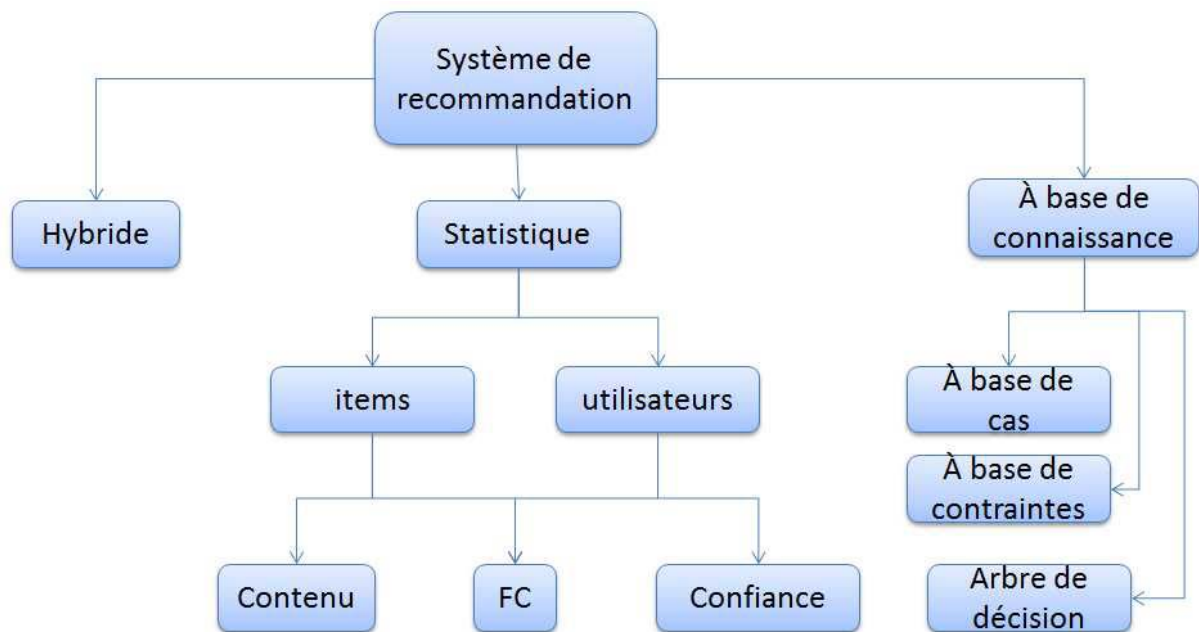 Système de
recommandation
Hybride
Statistique
À base de
connaissance
items
utilisateurs
À base de
cas
À base de
contraintes
Contenu
FC
Confiance
Arbre de
décision